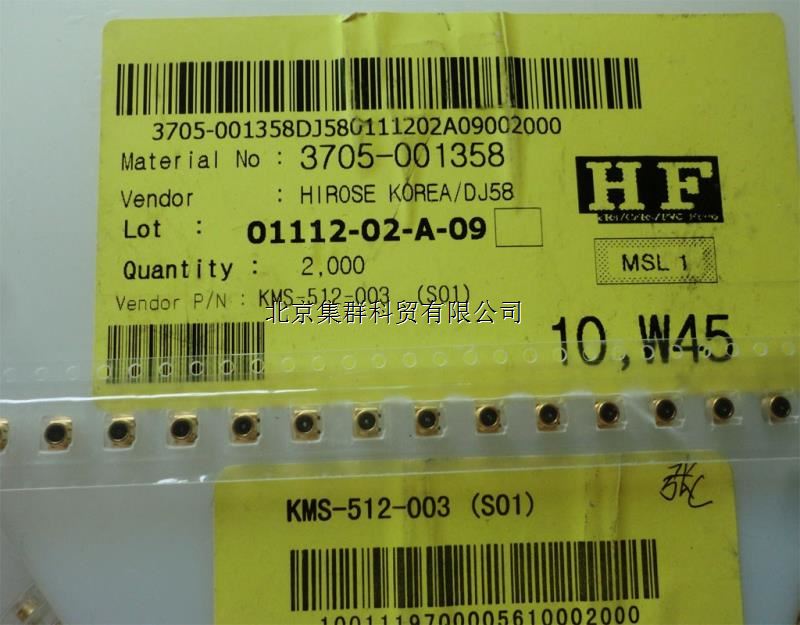 3705-001358DJ580111202A09002000
Material No : 3705-001358
Vendor : HIROSE KOREA/DJ58
Lot : 01112-02-A-09
Quantity : 2,000
Vendor P/N : KMS-512-003 (S01)
HF
MSL 1
北京集群科贸有限公司
10,W45
KMS-512-003 (S01)
1001119700005610002000